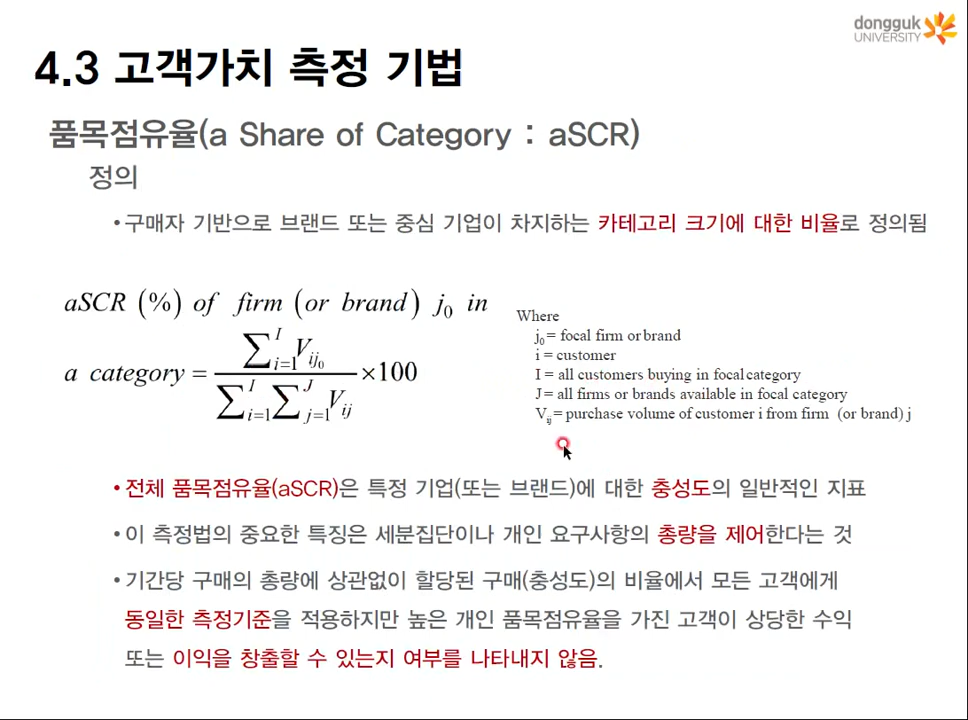 dongguk
UNIVERSITY
4.3 고객가치 측정 기법
품목점유율(a Share of Category : aSCR)
정의
•구매자 기반으로 브랜드 또는 중심 기업이 차지하는 카테고리 크기에 대한 비율로 정의됨
aSCR (%) of firm (or brand) j₀ in
a category = \frac{\sum_{i=1}^{I} V_{ij_0}}{\sum_{i=1}^{I} \sum_{j=1}^{J} V_{ij}} ×100
Where
j₀ = focal firm or brand
i = customer
I = all customers buying in focal category
J = all firms or brands available in focal category
V_{ij} = purchase volume of customer i from firm (or brand) j
•전체 품목점유율(aSCR)은 특정 기업(또는 브랜드)에 대한 충성도의 일반적인 지표
•이 측정법의 중요한 특징은 세분집단이나 개인 요구사항의 총량을 제어한다는 것
•기간당 구매의 총량에 상관없이 할당된 구매(충성도)의 비율에서 모든 고객에게
동일한 측정기준을 적용하지만 높은 개인 품목점유율을 가진 고객이 상당한 수익
또는 이익을 창출할 수 있는지 여부를 나타내지 않음.